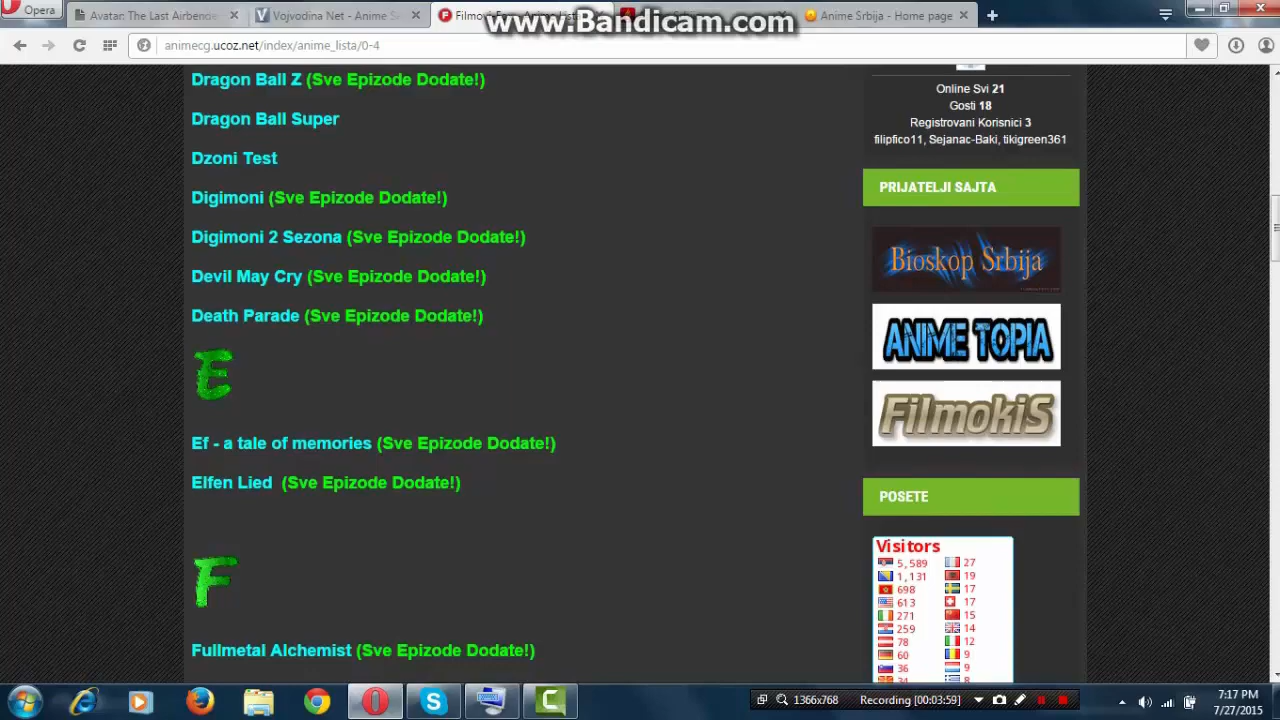 Opera
Avatar: The Last Airbende
Vojvodina Net - Anime S
Anime Srbija - Home page
www.Bandicam.com
animecg.ucoz.net/index/anime_lista/0-4
Dragon Ball Z (Sve Epizode Dodate!)
Dragon Ball Super
Dzoni Test
Digimoni (Sve Epizode Dodate!)
Digimoni 2 Sezona (Sve Epizode Dodate!)
Devil May Cry (Sve Epizode Dodate!)
Death Parade (Sve Epizode Dodate!)
E
Ef - a tale of memories (Sve Epizode Dodate!)
Elfen Lied (Sve Epizode Dodate!)
F
Fullmetal Alchemist (Sve Epizode Dodate!)
Online Svi 21
Gosti 18
Registrovani Korisnici 3
filipfico11, Sejanac-Baki, tikigreen361
PRIJATELJI SAJTA
Bioskop Srbija
ANIME TOPIA
FilmokiS
POSETE
Visitors
5,589 27
1,131 19
698 17
613 17
271 15
259 14
78 12
60 9
36 9
34 8
1366x768
Recording [00:03:59]
7:17 PM
7/27/2015